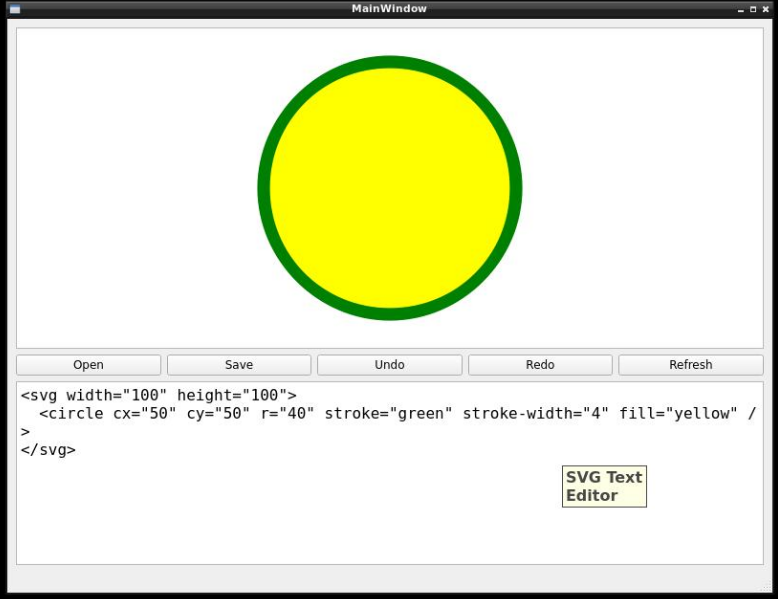 MainWindow
Open Save Undo Redo Refresh
<svg width="100" height="100">
  <circle cx="50" cy="50" r="40" stroke="green" stroke-width="4" fill="yellow" /
>
</svg>
SVG Text
Editor